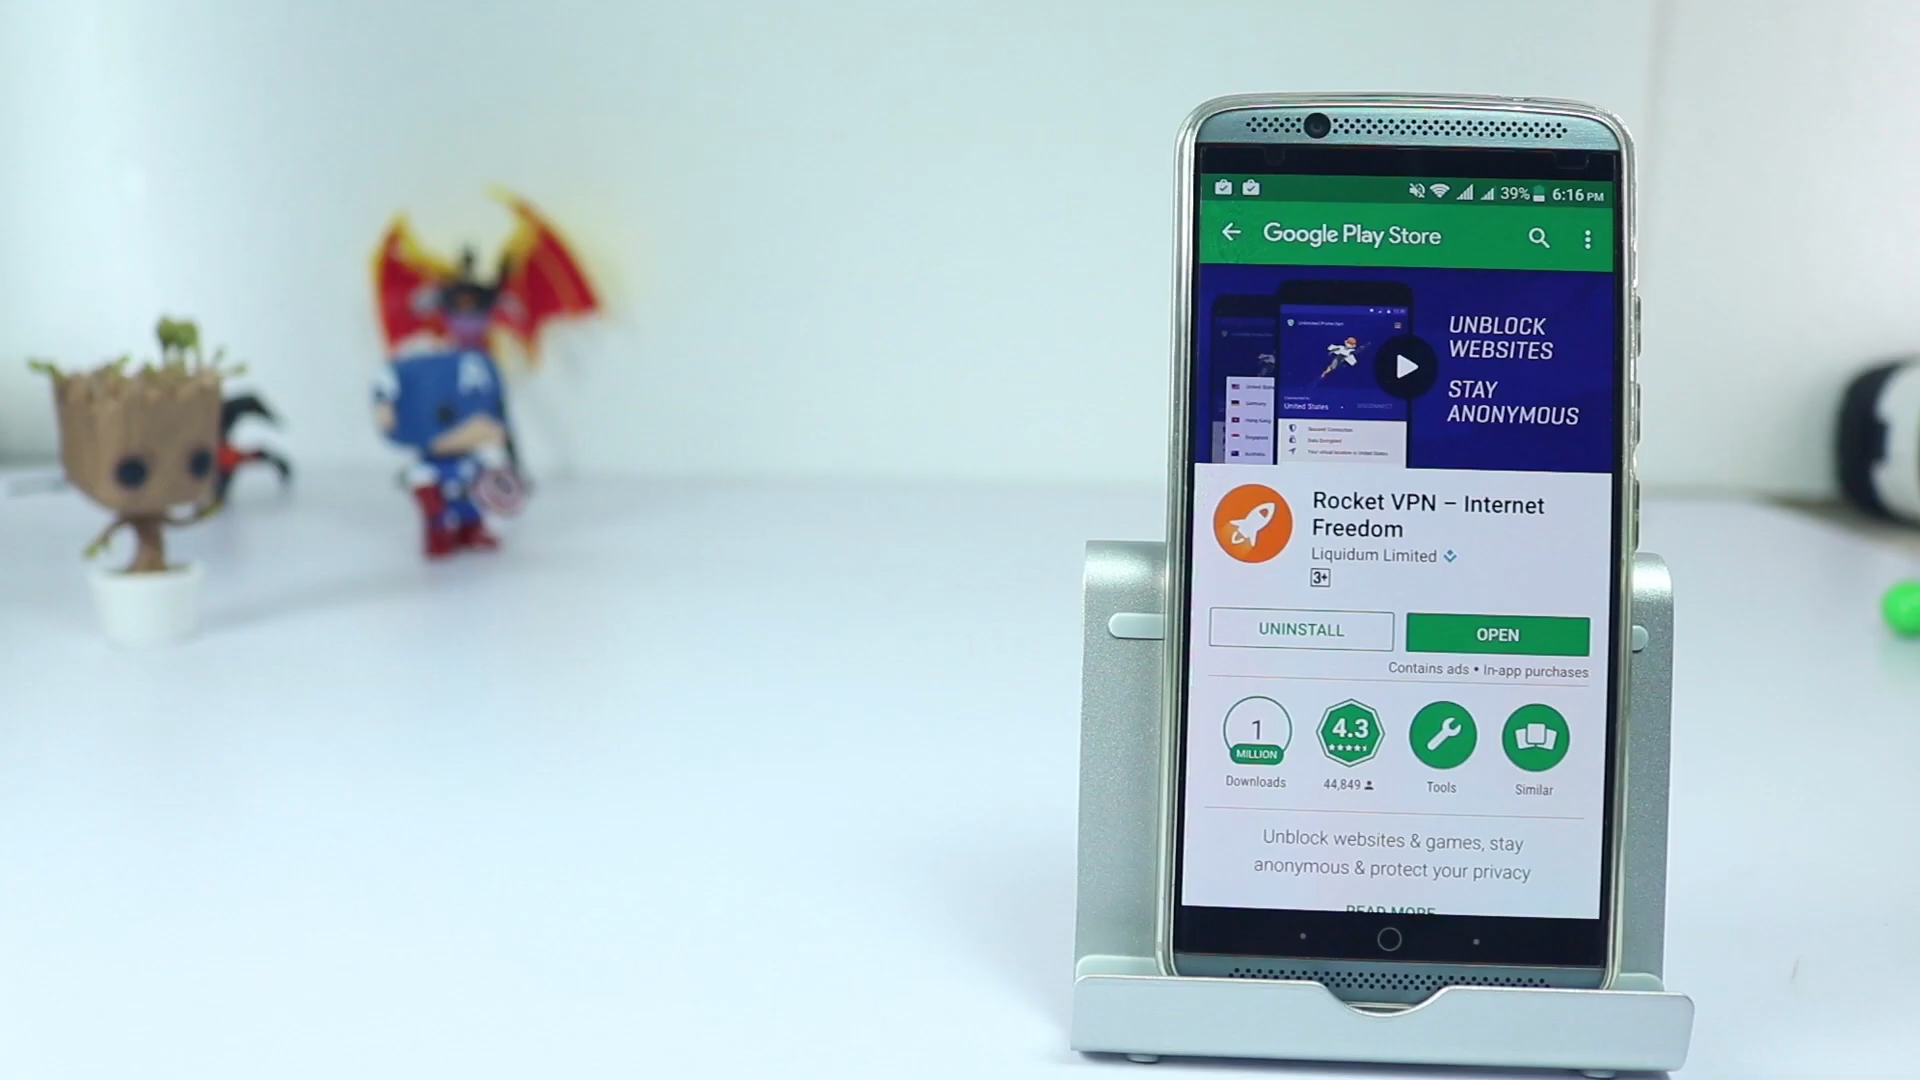 39% 6:16 PM
Google Play Store
UNBLOCK
WEBSITES
STAY
ANONYMOUS
United States
Rocket VPN – Internet
Freedom
Liquidum Limited
3+
UNINSTALL
OPEN
Contains ads • In-app purchases
1
MILLION
Downloads
4.3
44,849
Tools
Similar
Unblock websites & games, stay
anonymous & protect your privacy
READ MORE
A